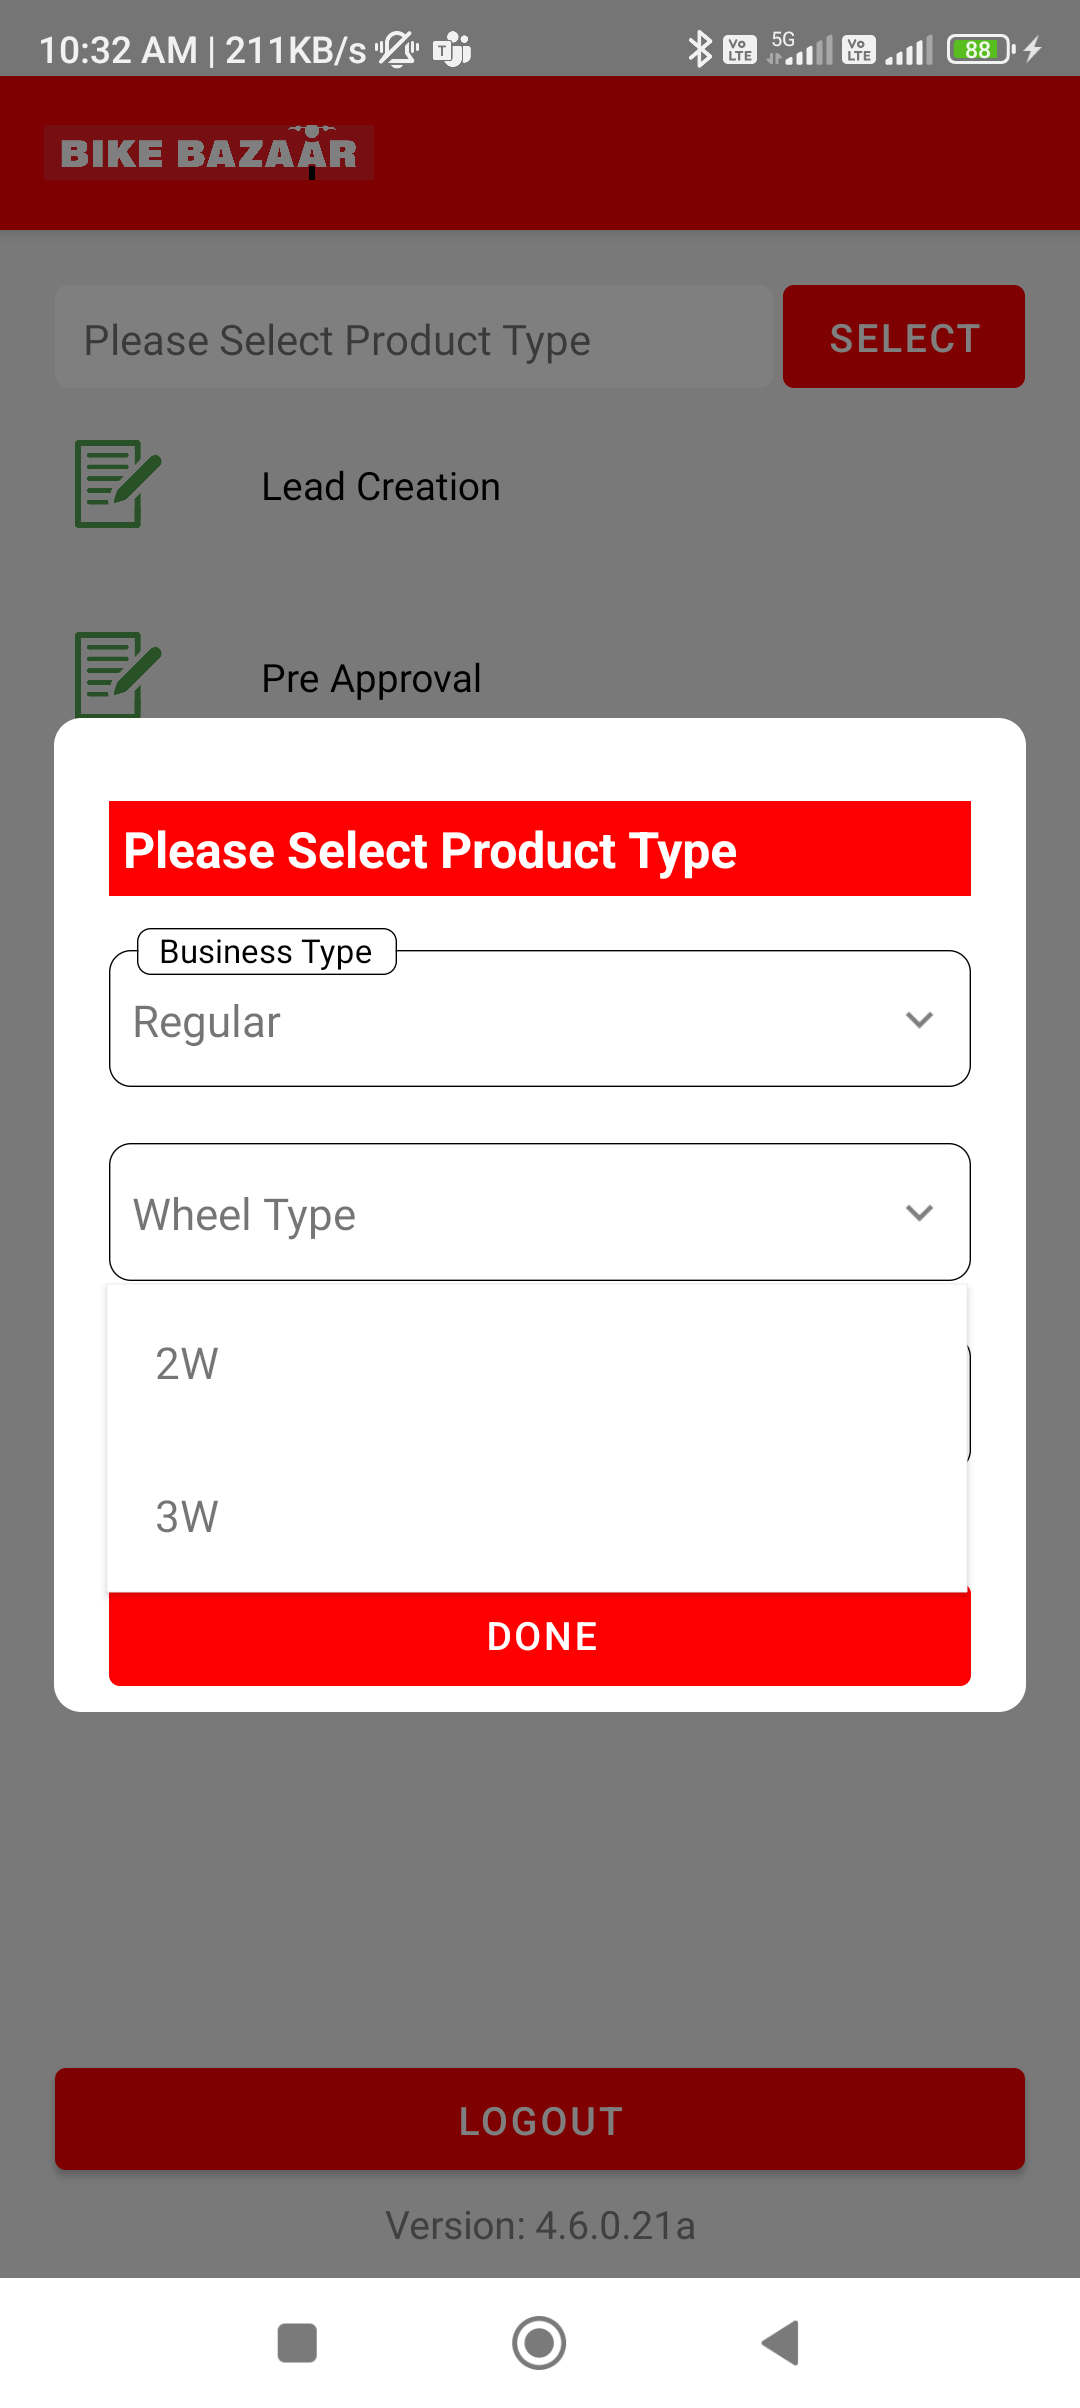 10:32 AM | 211KB/s
5G
88
BIKE BAZAAR
Please Select Product Type
SELECT
Lead Creation
Pre Approval
Please Select Product Type
Business Type
Regular
Wheel Type
2W
3W
DONE
LOGOUT
Version: 4.6.0.21a